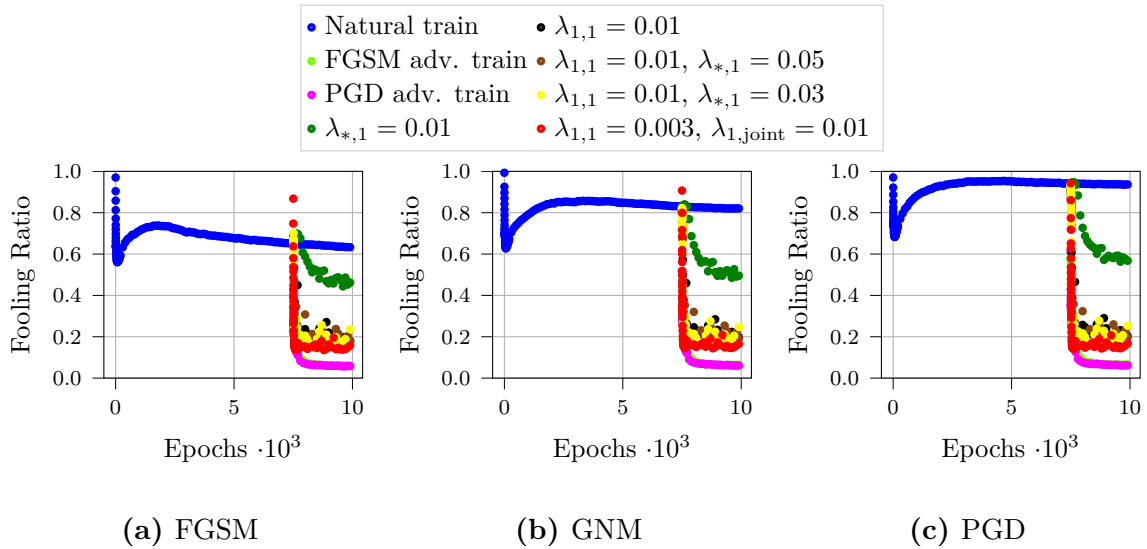 Natural train
FGSM adv. train
PGD adv. train
λ∗,1 = 0.01
λ1,1 = 0.01
λ1,1 = 0.01, λ∗,1 = 0.05
λ1,1 = 0.01, λ∗,1 = 0.03
λ1,1 = 0.003, λ1,joint = 0.01
Fooling Ratio
1.0
0.8
0.6
0.4
0.2
0.0
0
5
10
Epochs ·10³
(a) FGSM
Fooling Ratio
1.0
0.8
0.6
0.4
0.2
0.0
0
5
10
Epochs ·10³
(b) GNM
Fooling Ratio
1.0
0.8
0.6
0.4
0.2
0.0
0
5
10
Epochs ·10³
(c) PGD